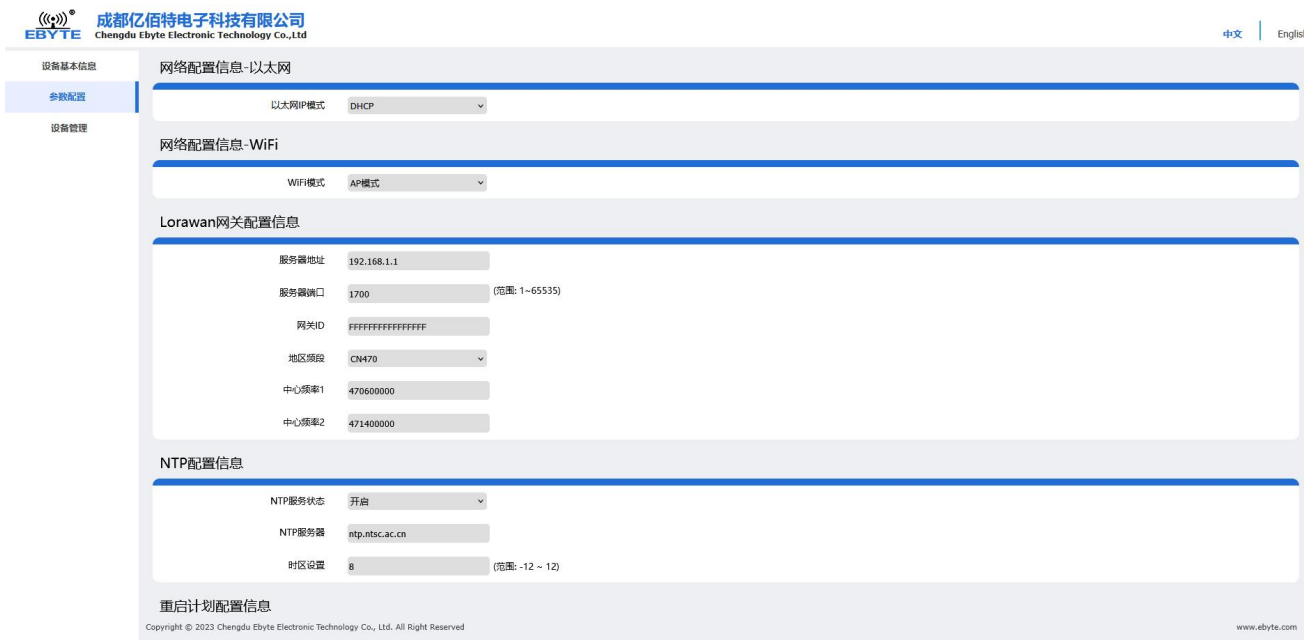 ((•)) ®
EBYTE
成都亿佰特电子科技有限公司
Chengdu Ebyte Electronic Technology Co.,Ltd
中文
English
设备基本信息
参数配置
设备管理
网络配置信息-以太网
以太网IP模式 DHCP
网络配置信息-WiFi
WiFi模式 AP模式
Lorawan网关配置信息
服务器地址 192.168.1.1
服务器端口 1700 (范围: 1~65535)
网关ID FFFFFFFFFFFFFFFF
地区频段 CN470
中心频率1 470600000
中心频率2 471400000
NTP配置信息
NTP服务状态 开启
NTP服务器 ntp.ntsc.ac.cn
时区设置 8 (范围: -12 ~ 12)
重启计划配置信息
Copyright © 2023 Chengdu Ebyte Electronic Technology Co., Ltd. All Right Reserved
www.ebyte.com